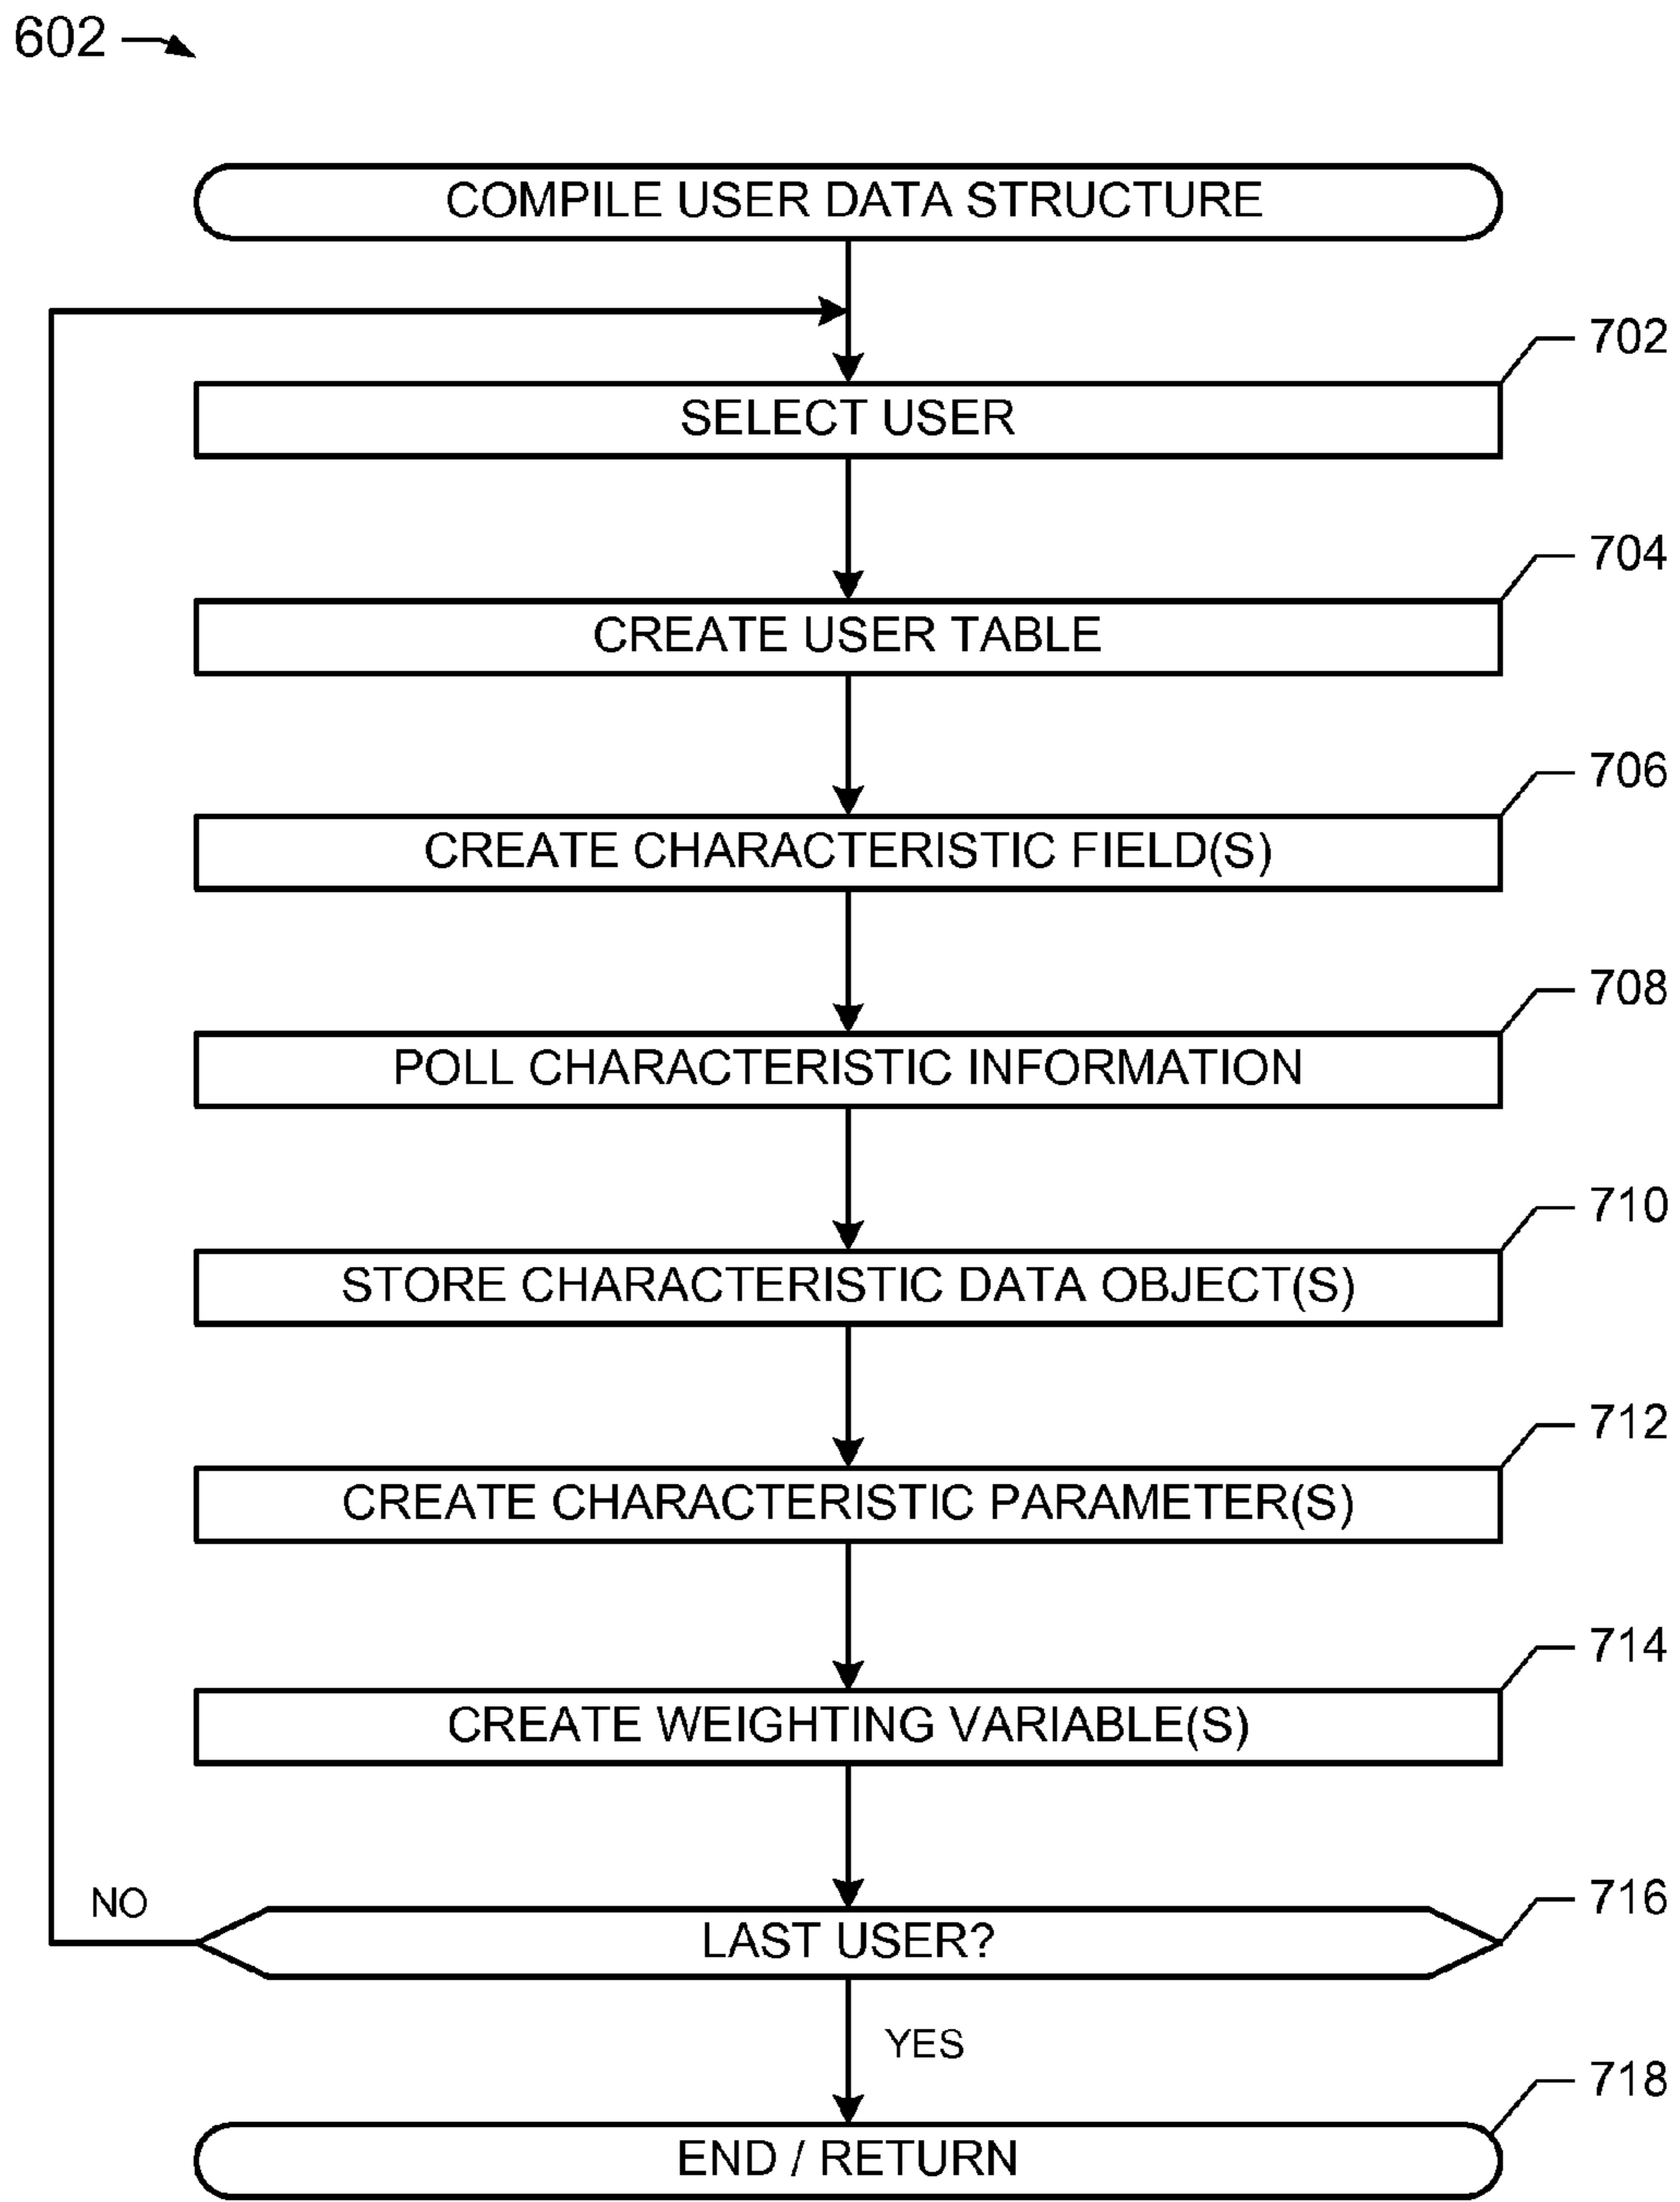 602
COMPILE USER DATA STRUCTURE
702
SELECT USER
704
CREATE USER TABLE
706
CREATE CHARACTERISTIC FIELD(S)
708
POLL CHARACTERISTIC INFORMATION
710
STORE CHARACTERISTIC DATA OBJECT(S)
712
CREATE CHARACTERISTIC PARAMETER(S)
714
CREATE WEIGHTING VARIABLE(S)
716
NO
LAST USER?
YES
718
END / RETURN